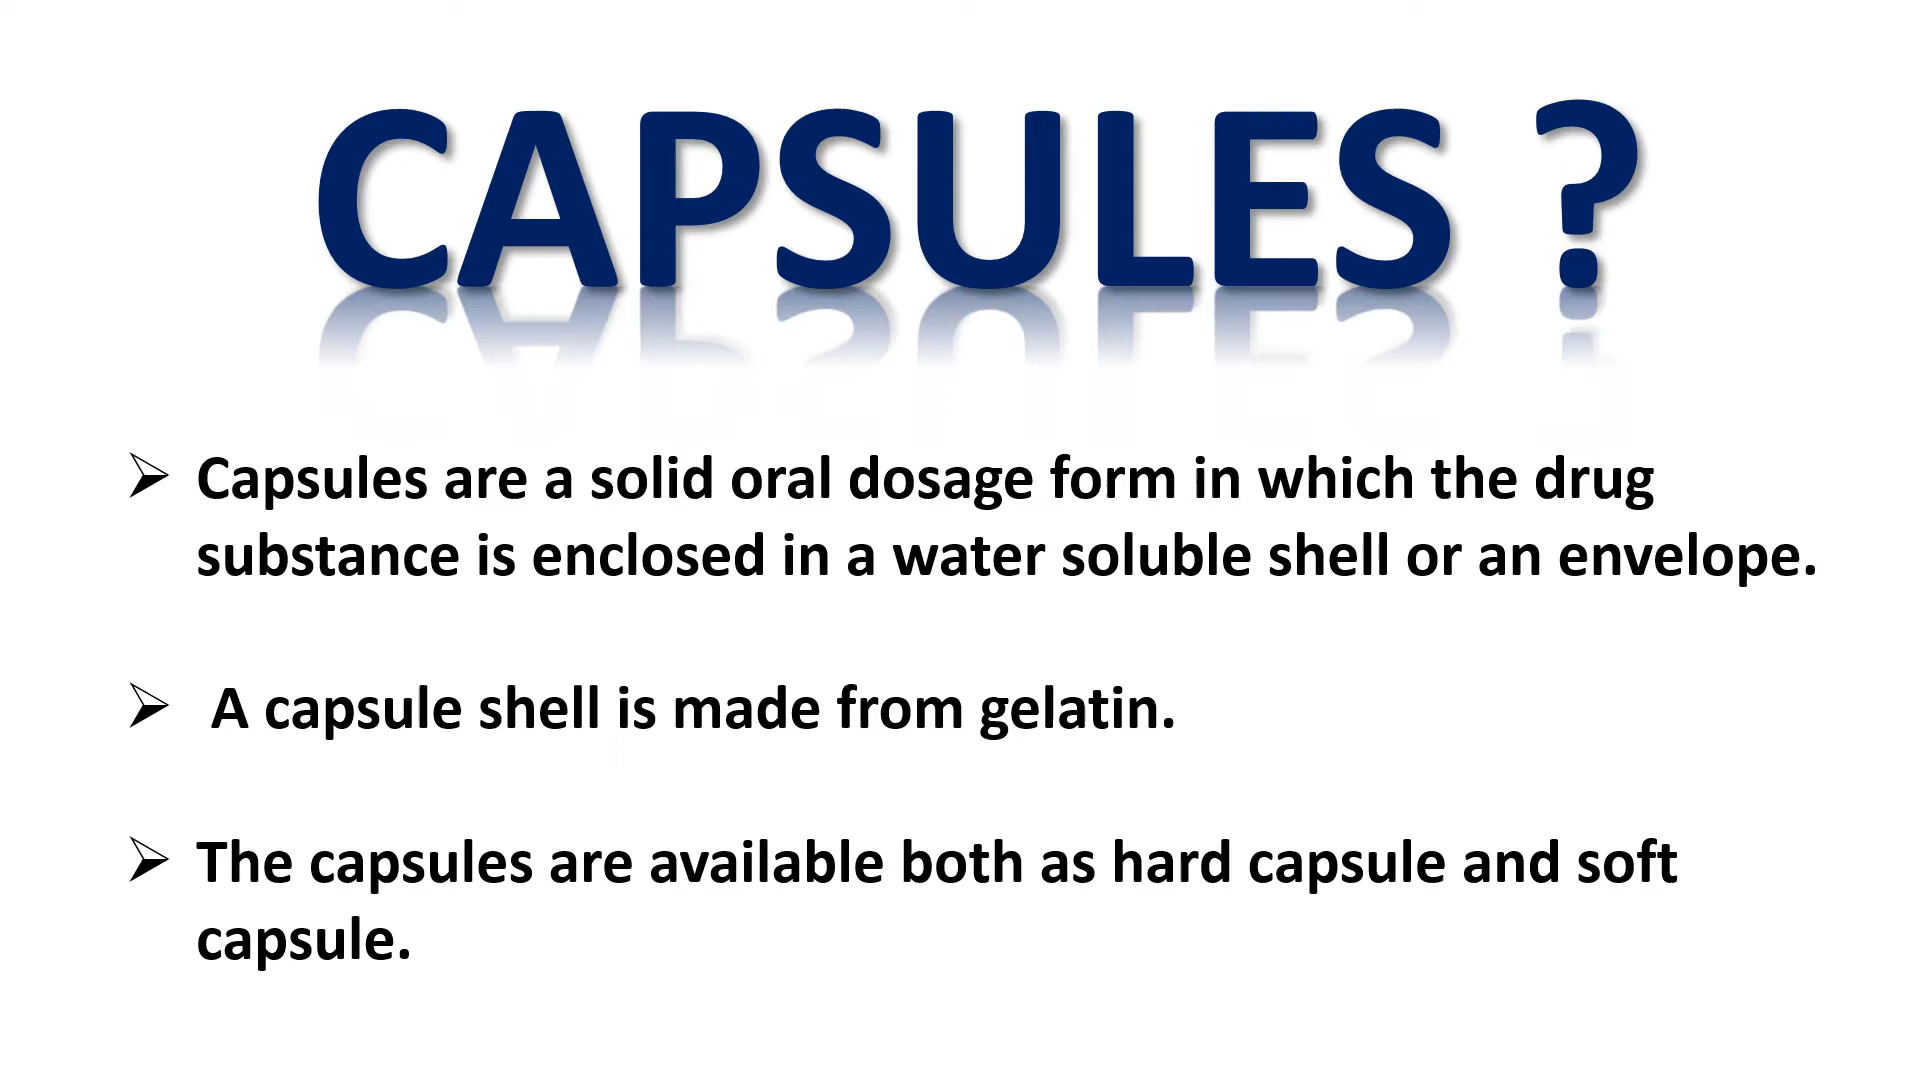 CAPSULES ?
➢ Capsules are a solid oral dosage form in which the drug
substance is enclosed in a water soluble shell or an envelope.
➢ A capsule shell is made from gelatin.
➢ The capsules are available both as hard capsule and soft
capsule.